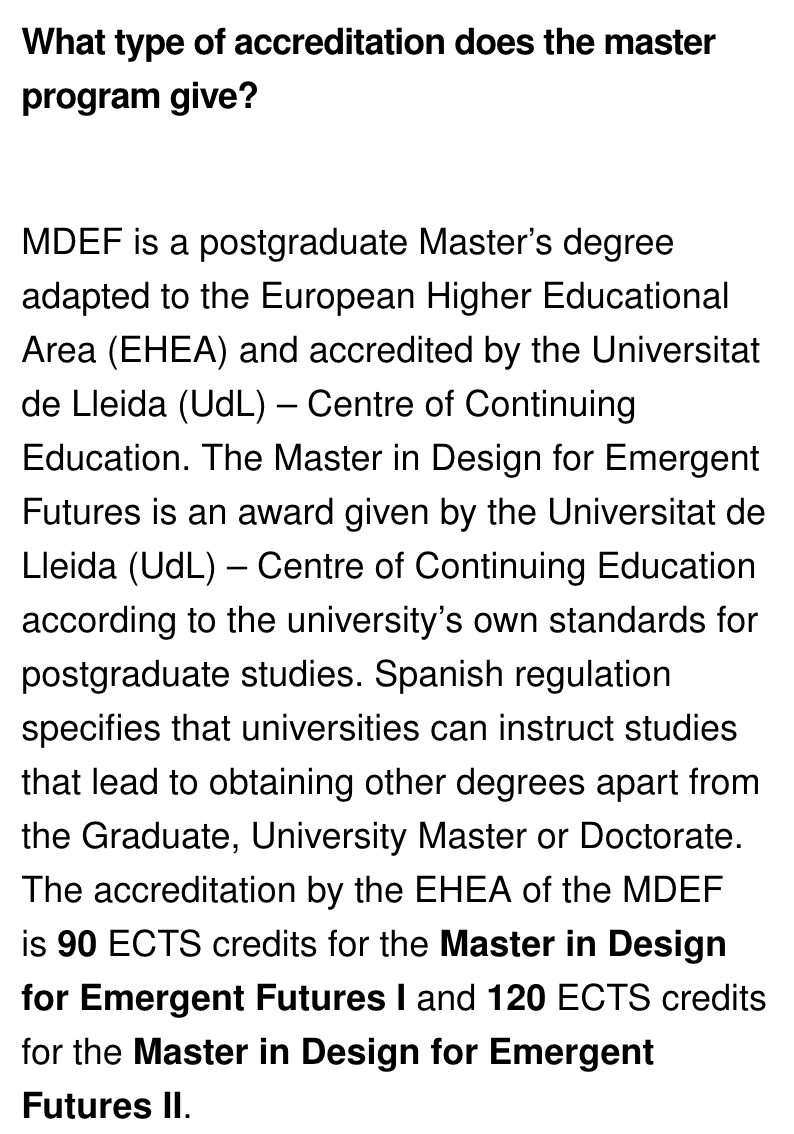 What type of accreditation does the master
program give?
MDEF is a postgraduate Master’s degree
adapted to the European Higher Educational
Area (EHEA) and accredited by the Universitat
de Lleida (UdL) – Centre of Continuing
Education. The Master in Design for Emergent
Futures is an award given by the Universitat de
Lleida (UdL) – Centre of Continuing Education
according to the university’s own standards for
postgraduate studies. Spanish regulation
specifies that universities can instruct studies
that lead to obtaining other degrees apart from
the Graduate, University Master or Doctorate.
The accreditation by the EHEA of the MDEF
is 90 ECTS credits for the Master in Design
for Emergent Futures I and 120 ECTS credits
for the Master in Design for Emergent
Futures II.